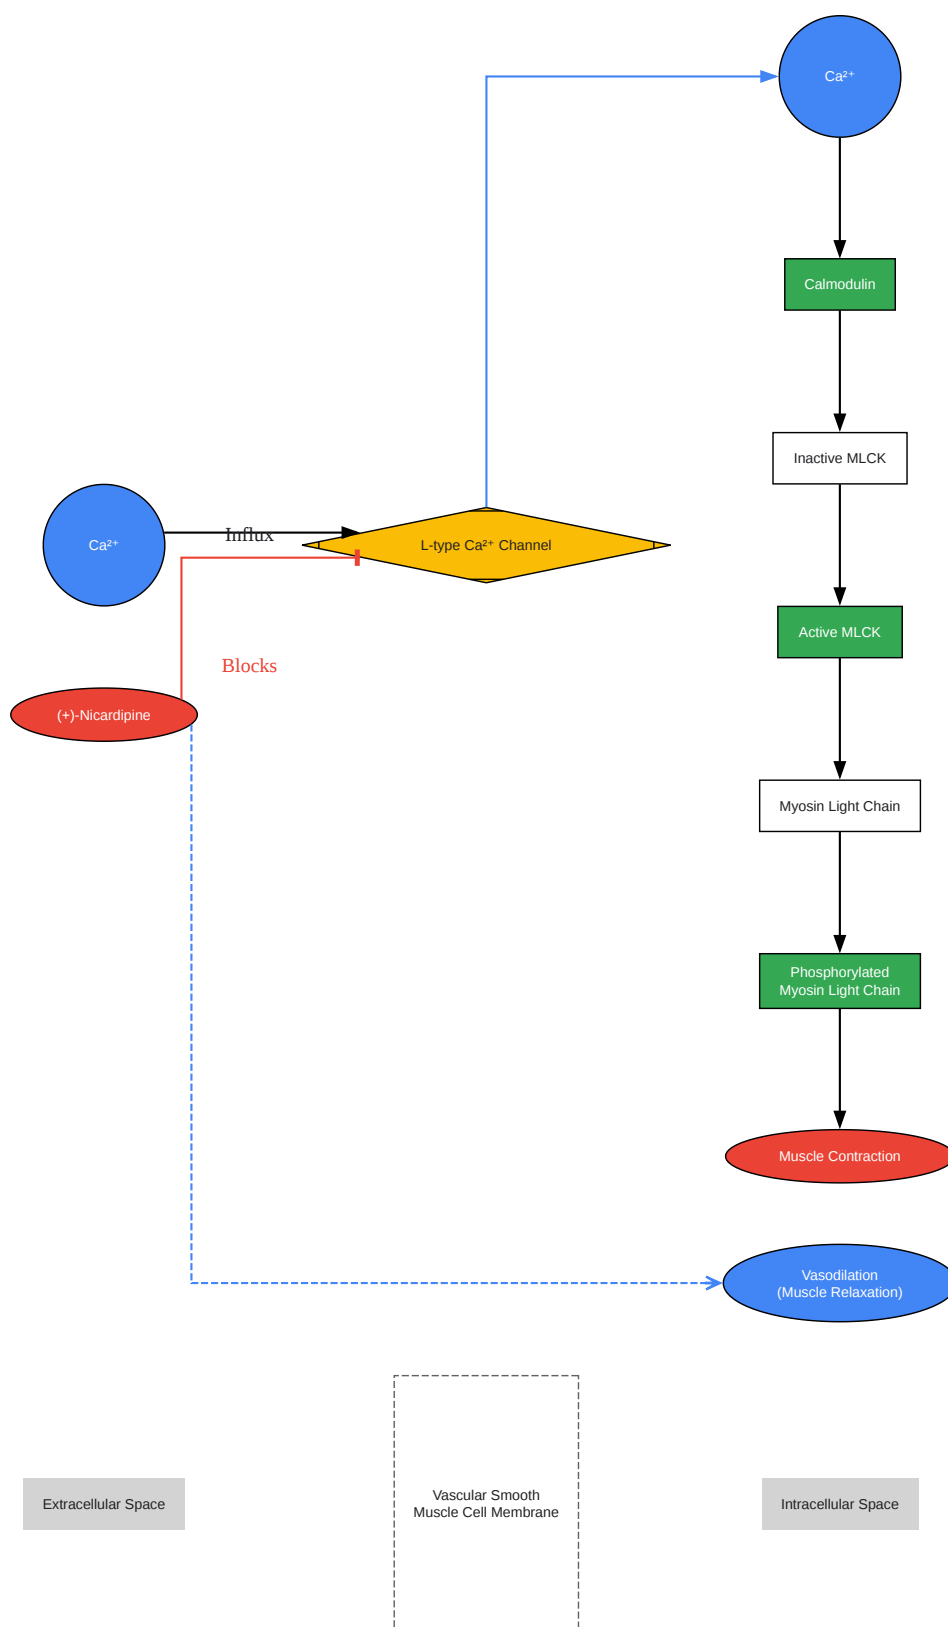 Ca²⁺
Calmodulin
Inactive MLCK
Ca²⁺
Influx
L-type Ca²⁺ Channel
Active MLCK
Blocks
(+)-Nicardipine
Myosin Light Chain
Phosphorylated
Myosin Light Chain
Muscle Contraction
Vasodilation
(Muscle Relaxation)
Extracellular Space
Vascular Smooth
Muscle Cell Membrane
Intracellular Space